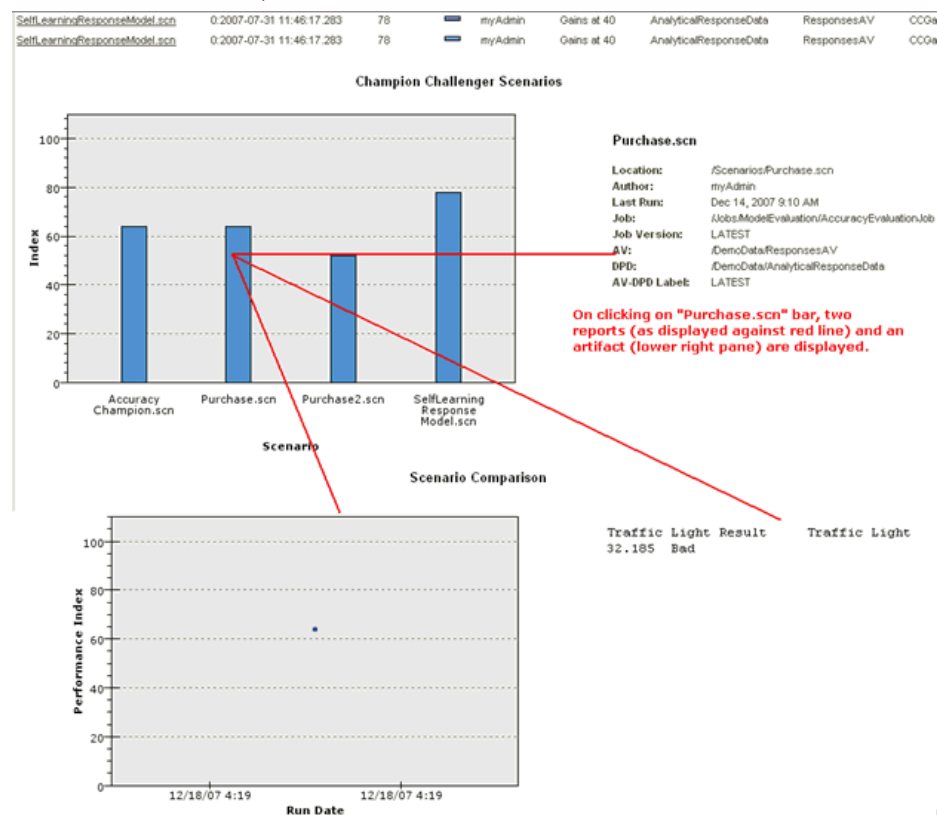 SelfLearningResponseModel.scn 0:2007-07-31 11:46:17.283 78 myAdmin Gains at 40 AnalyticalResponseData ResponsesAV CCGa
SelfLearningResponseModel.scn 0:2007-07-31 11:46:17.283 78 myAdmin Gains at 40 AnalyticalResponseData ResponsesAV CCGa
Champion Challenger Scenarios
100
80
60
40
20
0
Index
Accuracy
Champion.scn
Purchase.scn
Purchase2.scn
SelfLearning
Response
Model.scn
Scenario
Purchase.scn
Location: /Scenarios/Purchase.scn
Author: myAdmin
Last Run: Dec 14, 2007 9:10 AM
Job: /Jobs/ModelEvaluation/AccuracyEvaluationJob
Job Version: LATEST
AV: /DemoData/ResponsesAV
DPD: /DemoData/AnalyticalResponseData
AV-DPD Label: LATEST
On clicking on "Purchase.scn" bar, two
reports (as displayed against red line) and an
artifact (lower right pane) are displayed.
Scenario Comparison
100
80
60
40
20
0
Performance Index
12/18/07 4:19
12/18/07 4:19
Run Date
Traffic Light Result Traffic Light
32.185 Bad